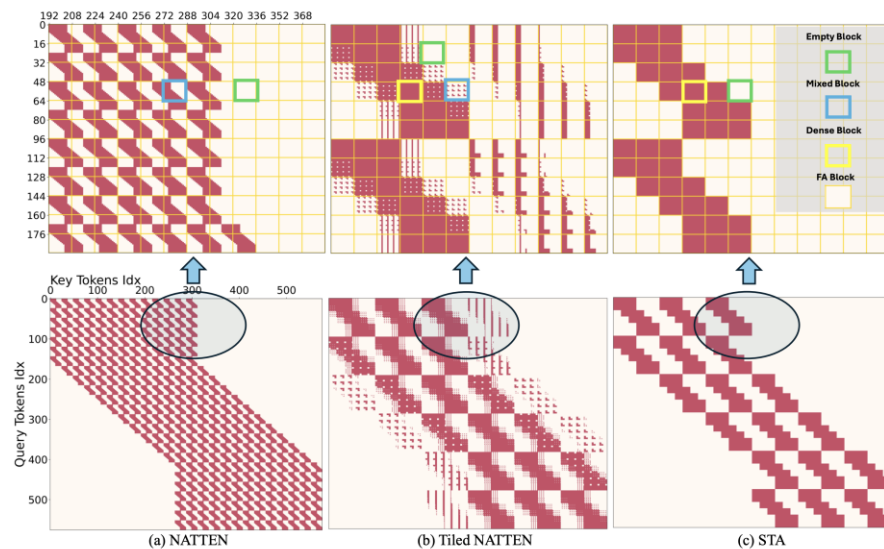 192 208 224 240 256 272 288 304 320 336 352 368
0
16
32
48
64
80
96
112
128
144
160
176
Empty Block
Mixed Block
Dense Block
FA Block
Key Tokens Idx
0 100 200 300 400 500
Query Tokens Idx
0
100
200
300
400
500
(a) NATTEN
(b) Tiled NATTEN
(c) STA